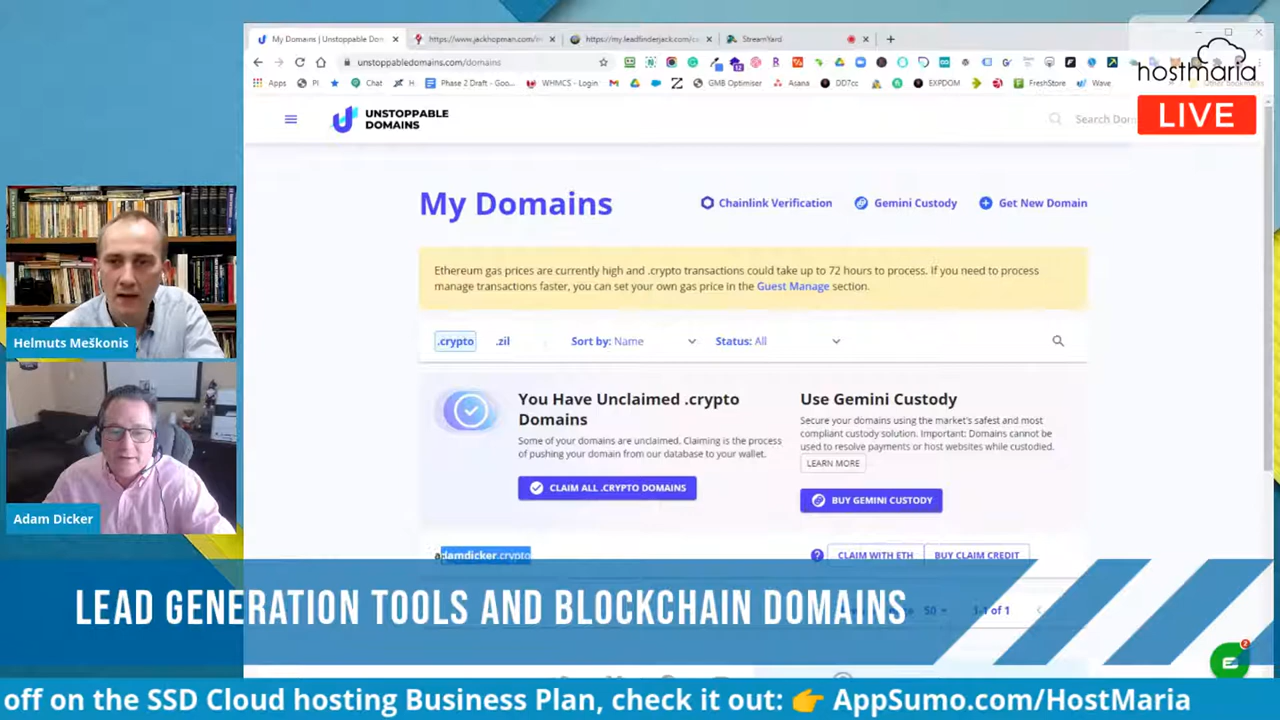 My Domains | Unstoppable Don
https://www.jackhopman.com/im
https://my.leadfinderjack.com/c
StreamYard
unstoppabledomains.com/domains
Apps
PI
Chat
H
Phase 2 Draft - Goo...
WHMCS - Login
GMB Optimiser
Asana
DD7cc
EXPDOM
FreshStore
Wave
hostmaria
LIVE
UNSTOPPABLE
DOMAINS
Search Dom
My Domains
Chainlink Verification
Gemini Custody
Get New Domain
Ethereum gas prices are currently high and .crypto transactions could take up to 72 hours to process. If you need to process
manage transactions faster, you can set your own gas price in the Guest Manage section.
.crypto
.zil
Sort by: Name
Status: All
You Have Unclaimed .crypto
Domains
Some of your domains are unclaimed. Claiming is the process
of pushing your domain from our database to your wallet.
CLAIM ALL .CRYPTO DOMAINS
Use Gemini Custody
Secure your domains using the market's safest and most
compliant custody solution. Important: Domains cannot be
used to resolve payments or host websites while custodied.
LEARN MORE
BUY GEMINI CUSTODY
Helmuts Meškonis
Adam Dicker
adamdicker.crypto
?
CLAIM WITH ETH
BUY CLAIM CREDIT
LEAD GENERATION TOOLS AND BLOCKCHAIN DOMAINS
50
1-1 of 1
2
off on the SSD Cloud hosting Business Plan, check it out: 👉 AppSumo.com/HostMaria